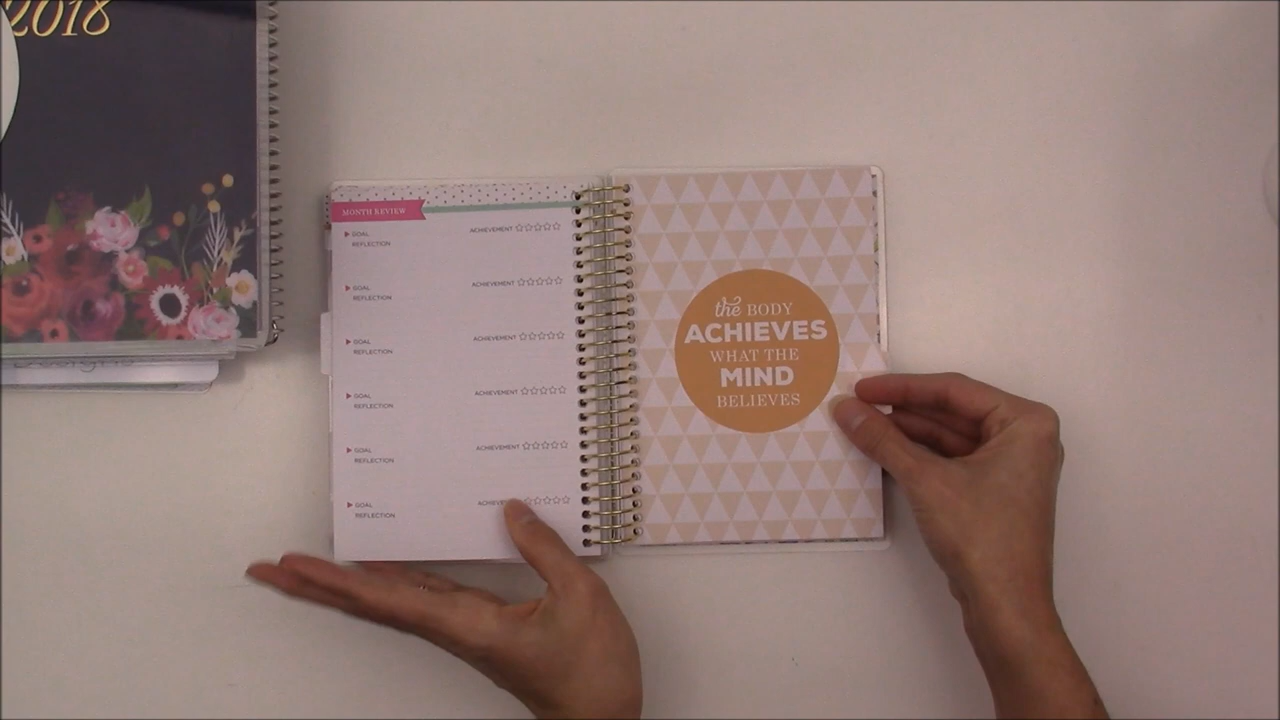 2018
MONTH REVIEW
GOAL ACHIEVEMENT
REFLECTION
GOAL ACHIEVEMENT
REFLECTION
GOAL ACHIEVEMENT
REFLECTION
GOAL ACHIEVEMENT
REFLECTION
GOAL ACHIEVEMENT
REFLECTION
GOAL
REFLECTION
the BODY
ACHIEVES
WHAT THE
MIND
BELIEVES